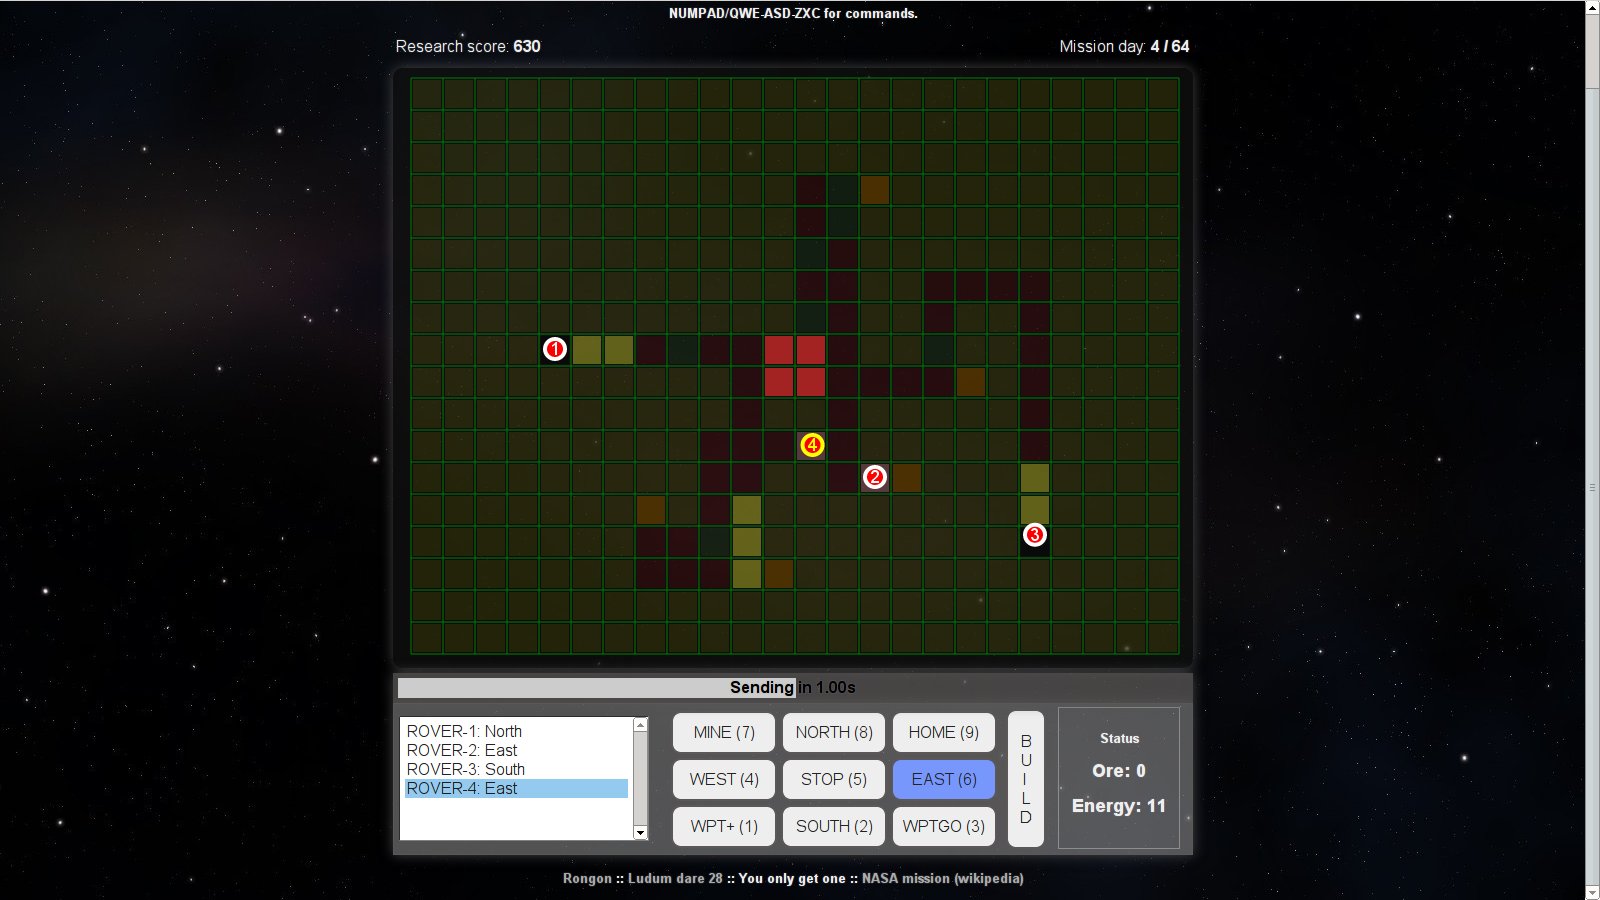 NUMPAD/QWE-ASD-ZXC for commands.
Research score: 630
Mission day: 4 / 64
1
4
2
3
Sending in 1.00s
ROVER-1: North
ROVER-2: East
ROVER-3: South
ROVER-4: East
MINE (7)
NORTH (8)
HOME (9)
WEST (4)
STOP (5)
EAST (6)
WPT+ (1)
SOUTH (2)
WPTGO (3)
BUILD
Status
Ore: 0
Energy: 11
Rongon :: Ludum dare 28 :: You only get one :: NASA mission (wikipedia)